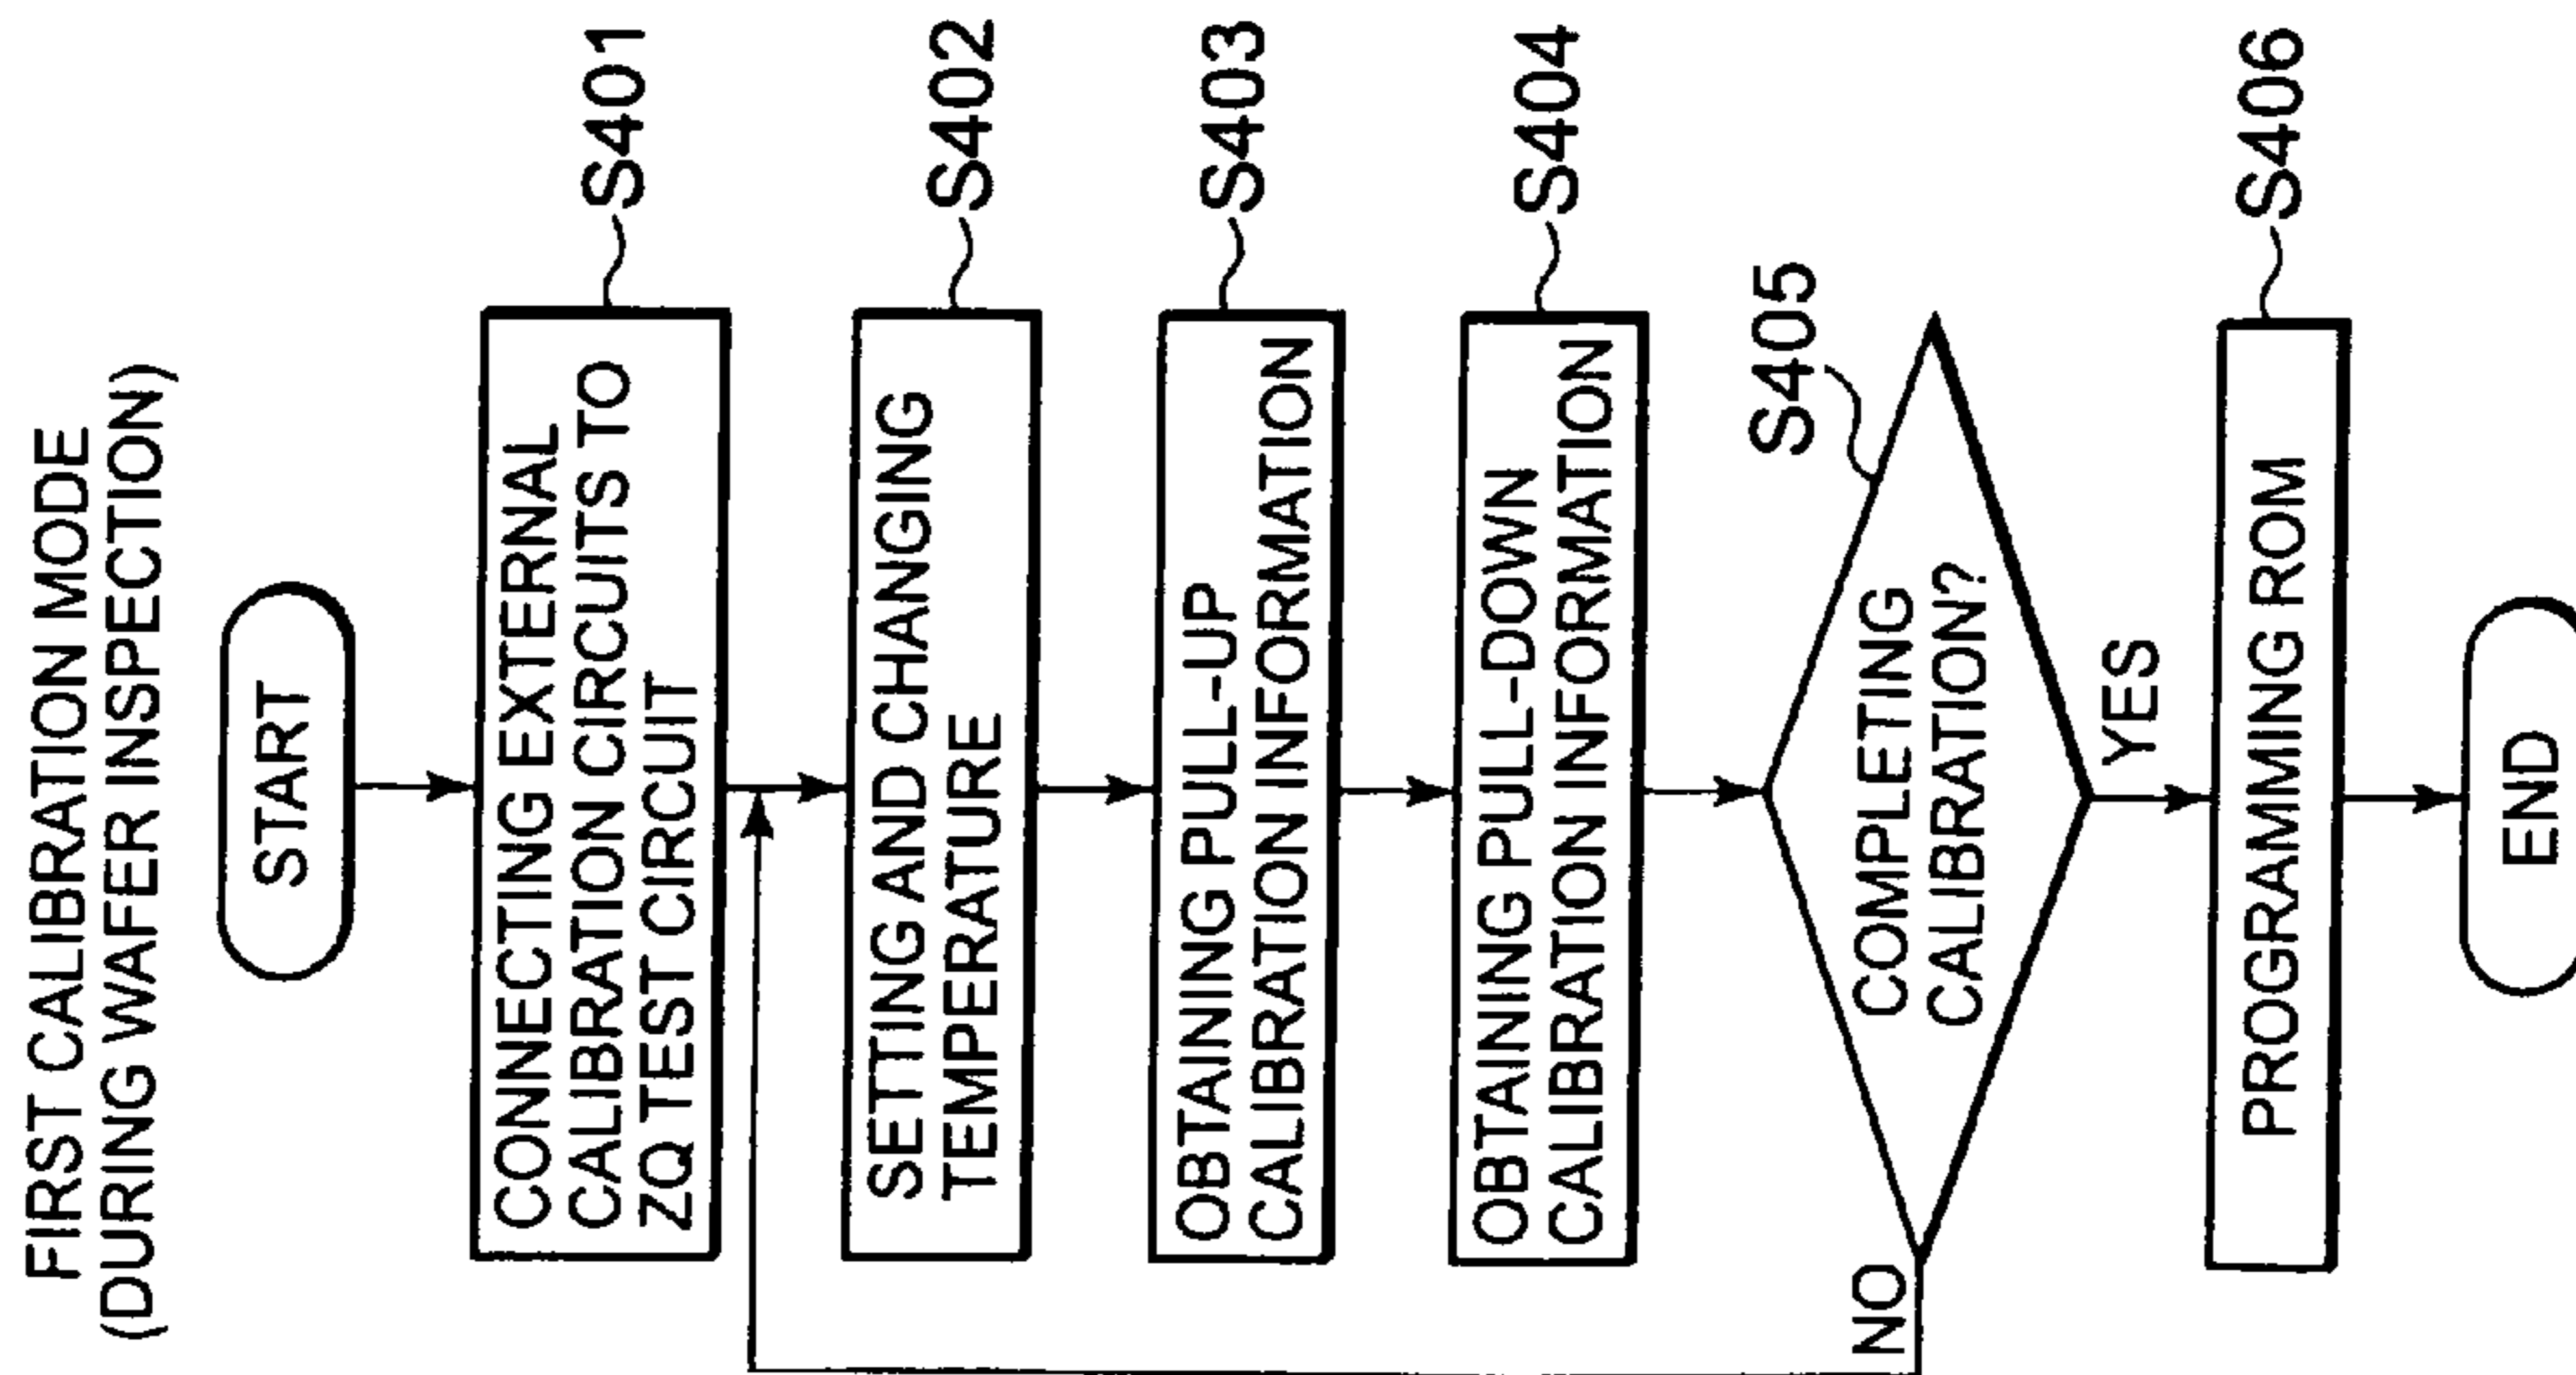 FIRST CALIBRATION MODE
(DURING WAFER INSPECTION)
START
CONNECTING EXTERNAL
CALIBRATION CIRCUITS TO
ZQ TEST CIRCUIT
S401
SETTING AND CHANGING
TEMPERATURE
S402
OBTAINING PULL-UP
CALIBRATION INFORMATION
S403
OBTAINING PULL-DOWN
CALIBRATION INFORMATION
S404
COMPLETING
CALIBRATION?
S405
NO
YES
PROGRAMMING ROM
S406
END